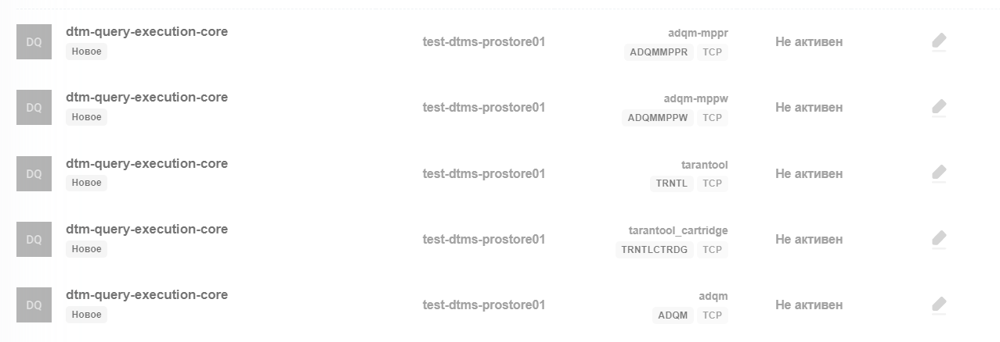 DQ dtm-query-execution-core test-dtms-prostore01 adqm-mppr Не активен
Новое ADQMMPPR TCP
DQ dtm-query-execution-core test-dtms-prostore01 adqm-mppw Не активен
Новое ADQMMPPW TCP
DQ dtm-query-execution-core test-dtms-prostore01 tarantool Не активен
Новое TRNTL TCP
DQ dtm-query-execution-core test-dtms-prostore01 tarantool_cartridge Не активен
Новое TRNTLCTRDG TCP
DQ dtm-query-execution-core test-dtms-prostore01 adqm Не активен
Новое ADQM TCP